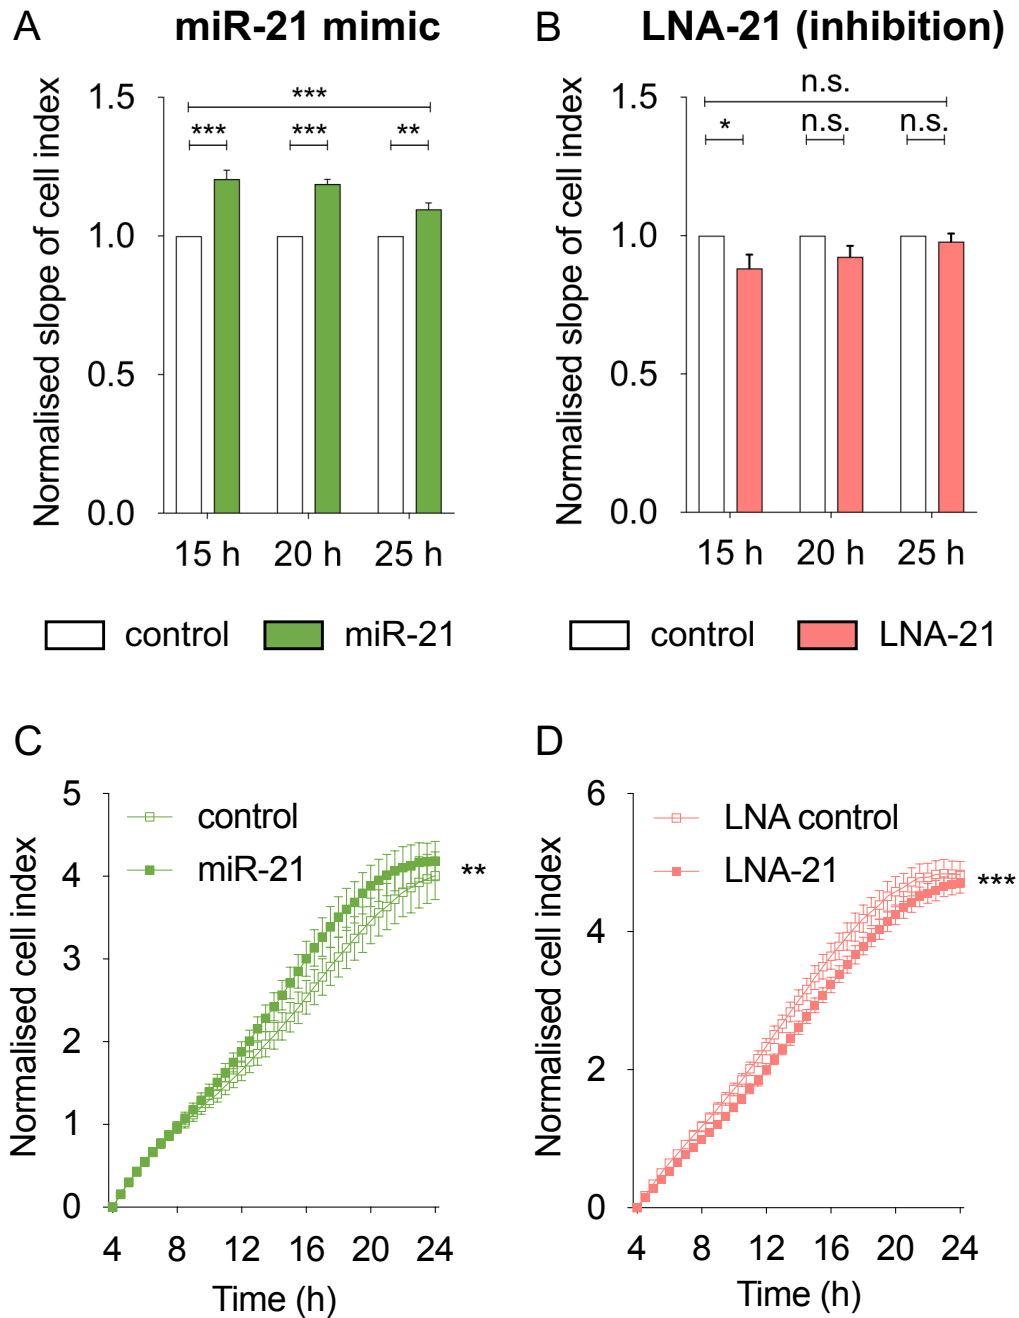 A miR-21 mimic
Normalised slope of cell index
1.5
1.0
0.5
0.0
***
*** *** **
15 h 20 h 25 h
control miR-21
B LNA-21 (inhibition)
Normalised slope of cell index
1.5
1.0
0.5
0.0
n.s.
* n.s. n.s.
15 h 20 h 25 h
control LNA-21
C
Normalised cell index
5
4
3
2
1
0
control
miR-21
**
4 8 12 16 20 24
Time (h)
D
Normalised cell index
6
4
2
0
LNA control
LNA-21
***
4 8 12 16 20 24
Time (h)